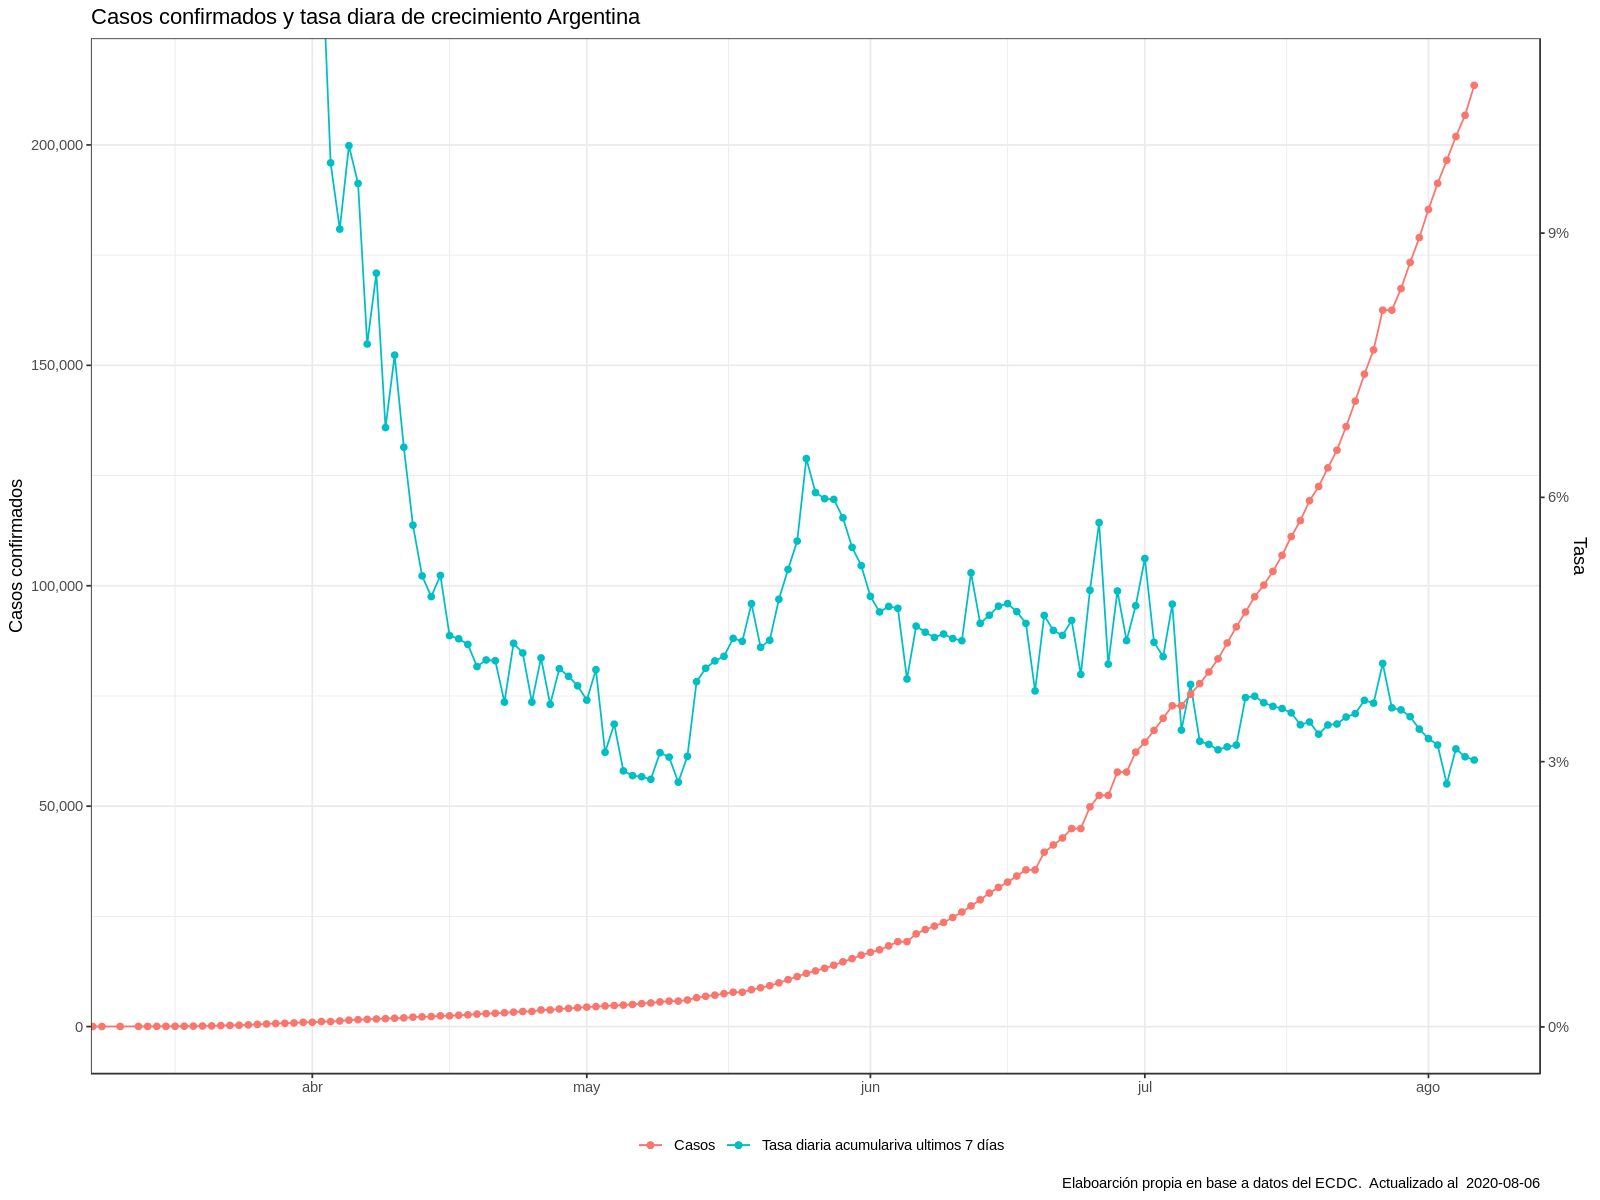 Casos confirmados y tasa diara de crecimiento Argentina
Casos confirmados
200,000
150,000
100,000
50,000
0
9%
6%
3%
0%
Tasa
abr
may
jun
jul
ago
Casos
Tasa diaria acumulariva ultimos 7 días
Elaboarción propia en base a datos del ECDC.  Actualizado al  2020-08-06